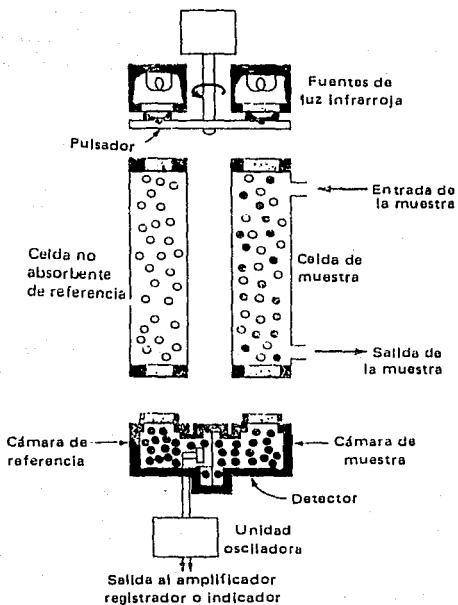 Fuentes de
luz infrarroja
Pulsador
Entrada de
la muestra
Celda no
absorbente
de referencia
Celda de
muestra
Salida de
la muestra
Cámara de
referencia
Cámara de
muestra
Detector
Unidad
osciladora
Salida al amplificador
registrador o indicador